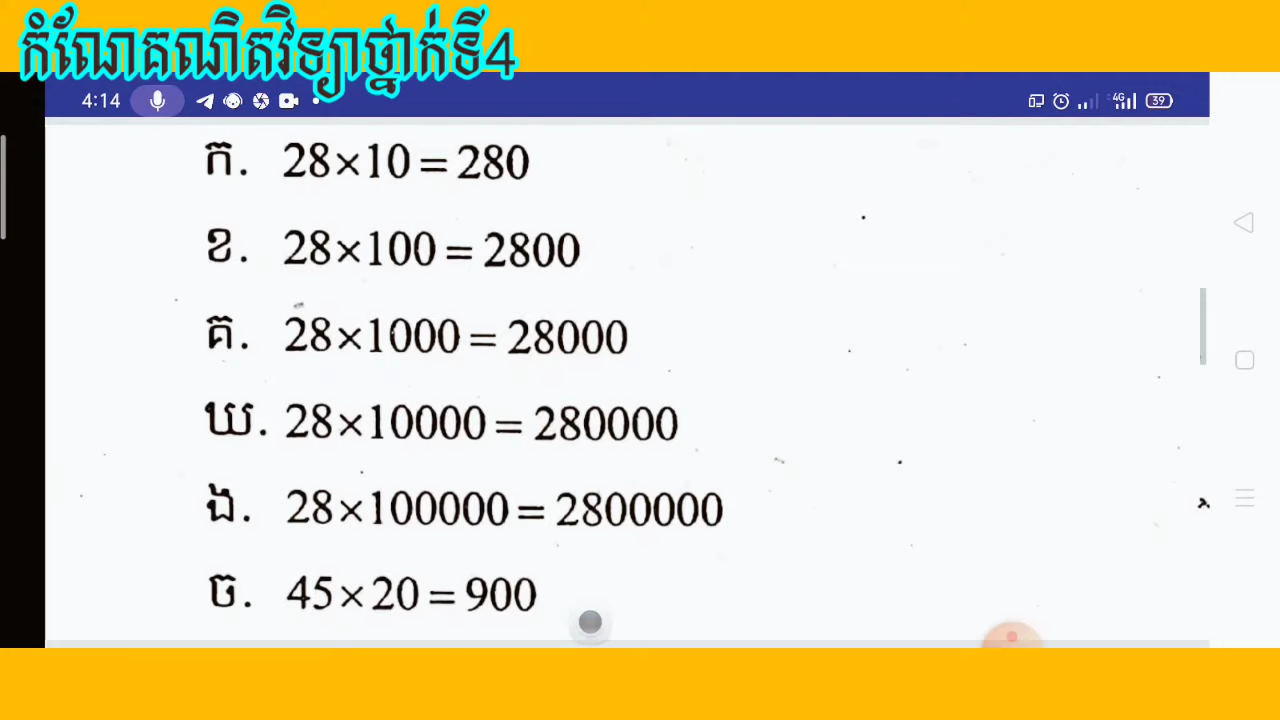 កំណែគណិតវិទ្យាថ្នាក់ទី4
4:14 4G 39
ក. 28×10=280
ខ. 28×100=2800
គ. 28×1000=28000
ឃ. 28×10000=280000
ង. 28×100000=2800000
ច. 45×20=900